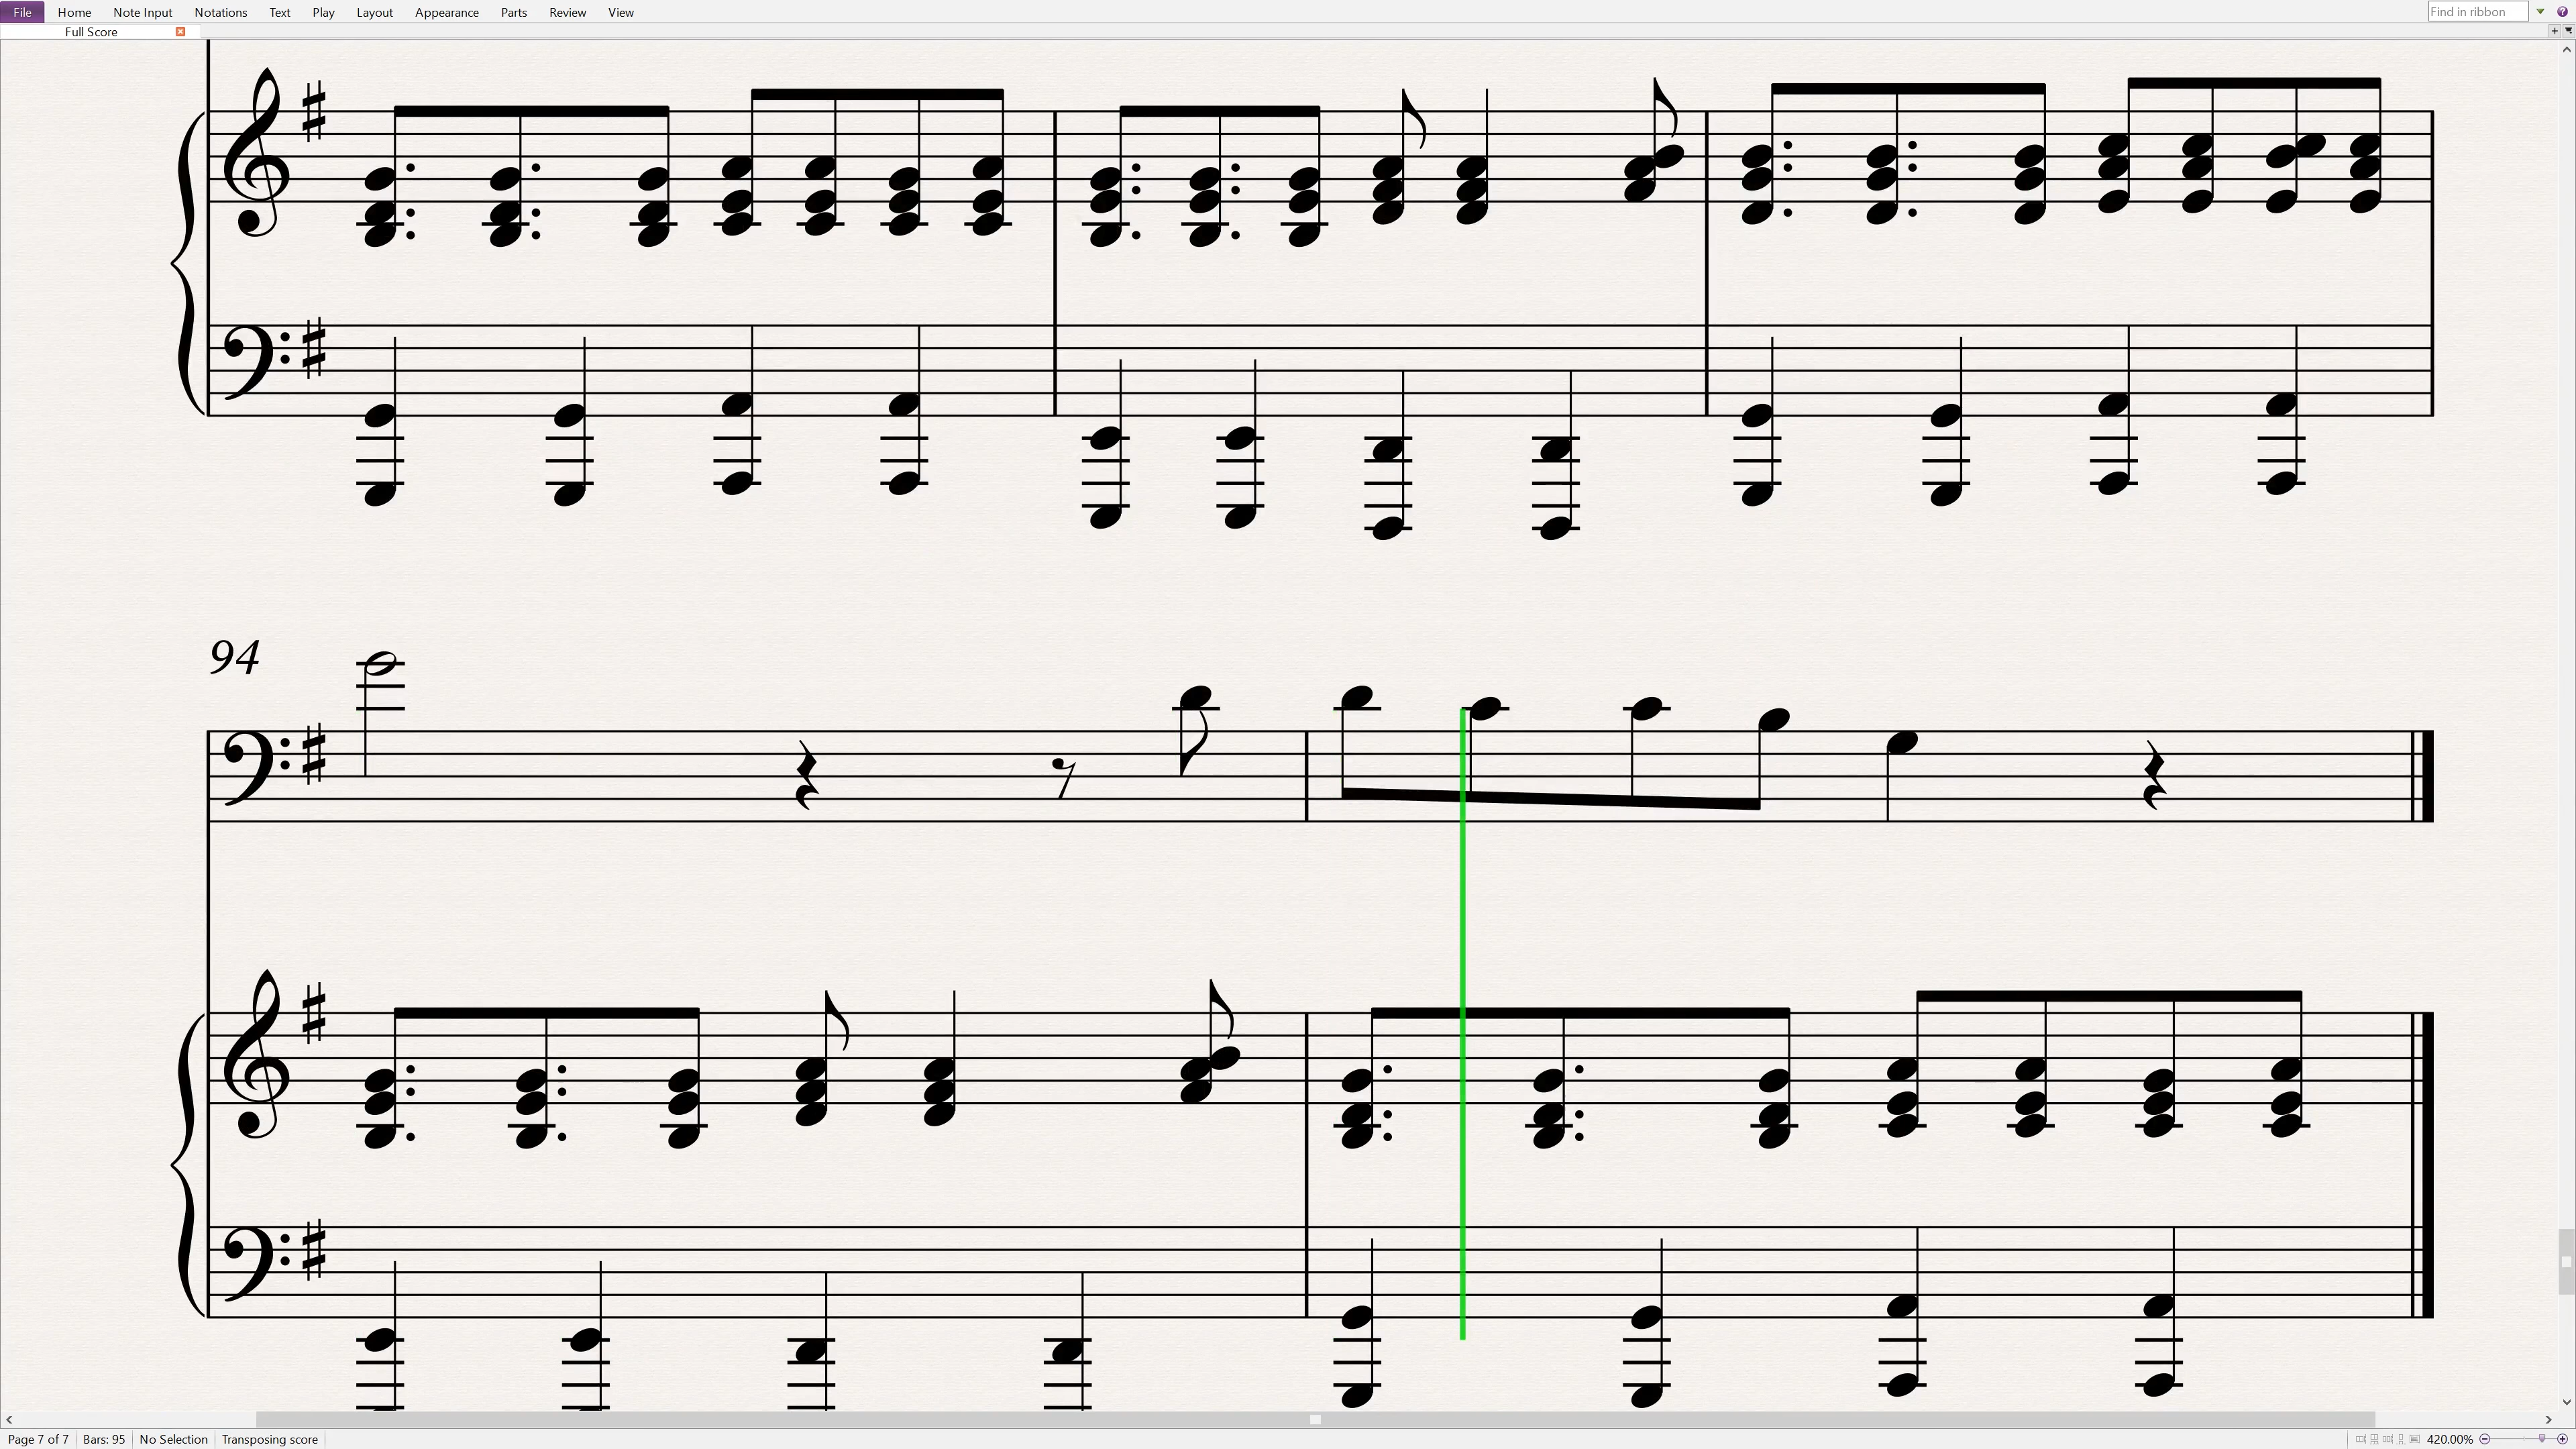 File Home Note Input Notations Text Play Layout Appearance Parts Review View Find in ribbon
Full Score
94
Page 7 of 7 Bars: 95 No Selection Transposing score 420.00%